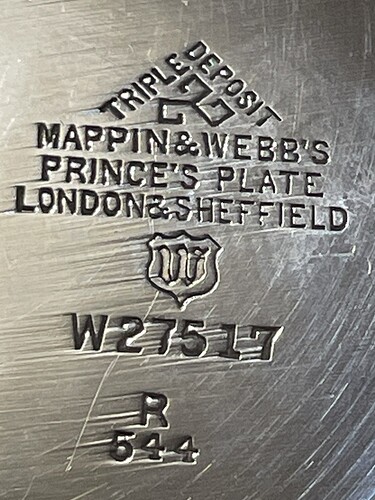 TRIPLE DEPOSIT
MAPPIN & WEBB'S
PRINCE'S PLATE
LONDON & SHEFFIELD
W
W27517
R
544